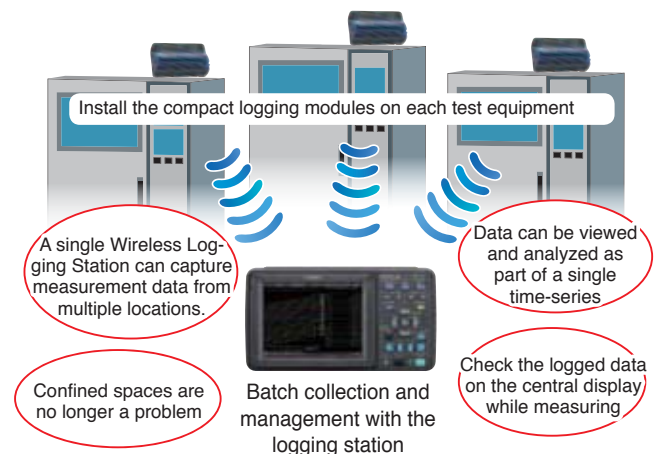 Install the compact logging modules on each test equipment
A single Wireless Log-
ging Station can capture
measurement data from
multiple locations.
Data can be viewed
and analyzed as
part of a single
time-series
Confined spaces are
no longer a problem
Batch collection and
management with the
logging station
Check the logged data
on the central display
while measuring